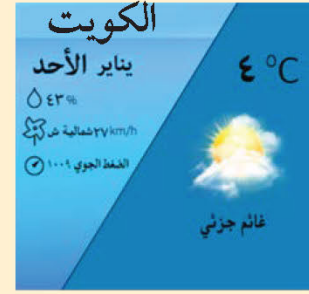 الكويت
يناير الأحد
٤ °C
٤٣%
٢٧km/h شمالية ش
الضغط الجوي ١٠٠٩
غائم جزئي